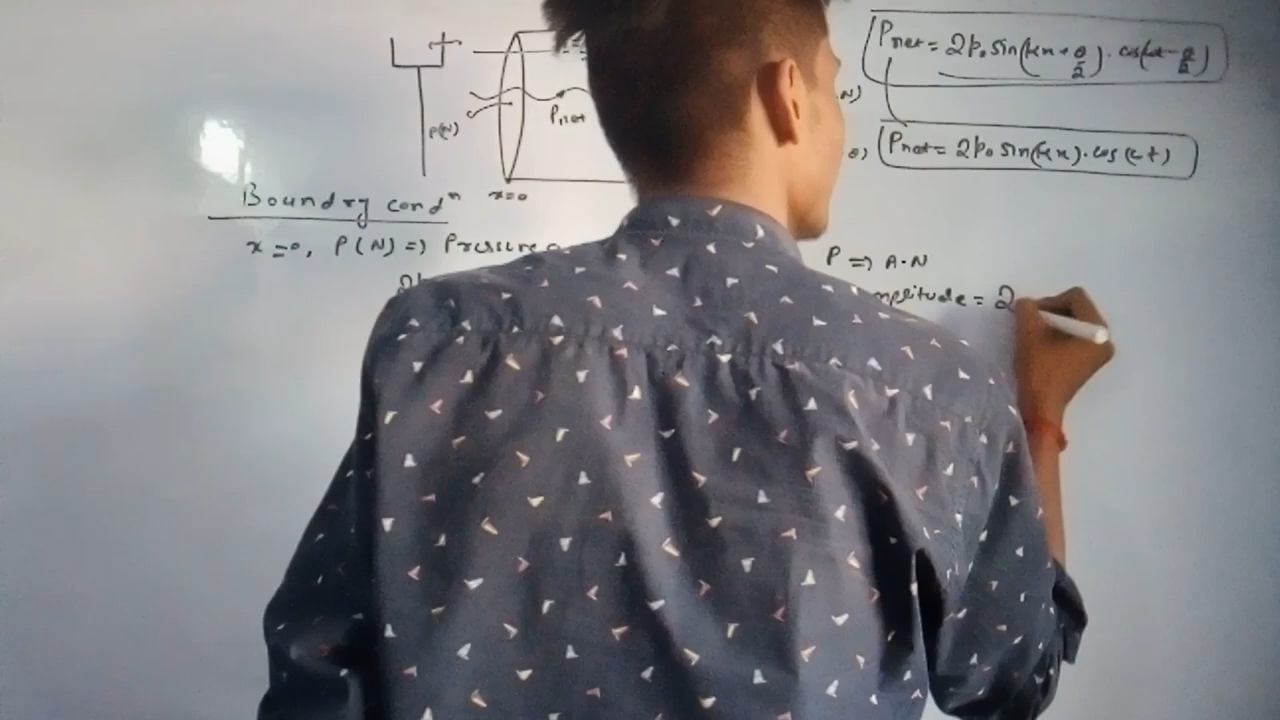 Pnet = 2P₀ sin(kx + θ/2) . cos(ωt - θ/2)
N)
P(N)
Pnet
θ)
Pnet = 2P₀ sin(kx) . cos(ωt)
Boundry condⁿ
x=0
x=0, P(N) => Pressure
P => A.N
mplitude = 2